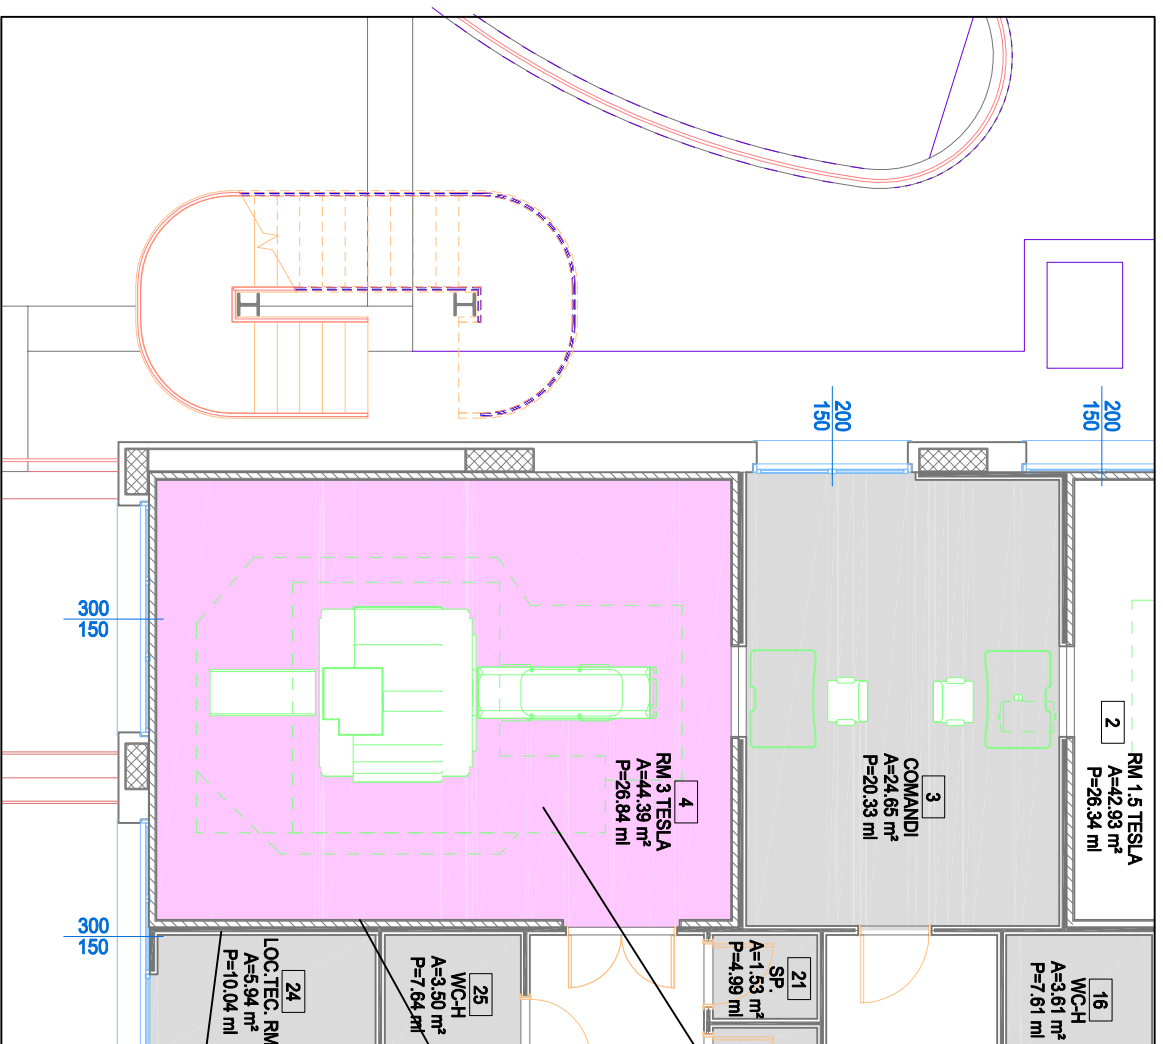 200
150
200
150
300
150
300
150
2
RM 1.5 TESLA
A=42.93 m²
P=26.34 ml
3
COMANDI
A=24.65 m²
P=20.33 ml
4
RM 3 TESLA
A=44.39 m²
P=26.84 ml
16
WC-H
A=3.61 m²
P=7.61 ml
21
SP.
A=1.53 m²
P=4.99 ml
25
WC-H
A=3.50 m²
P=7.64 ml
24
LOC.TEC. RM
A=5.94 m²
P=10.04 ml